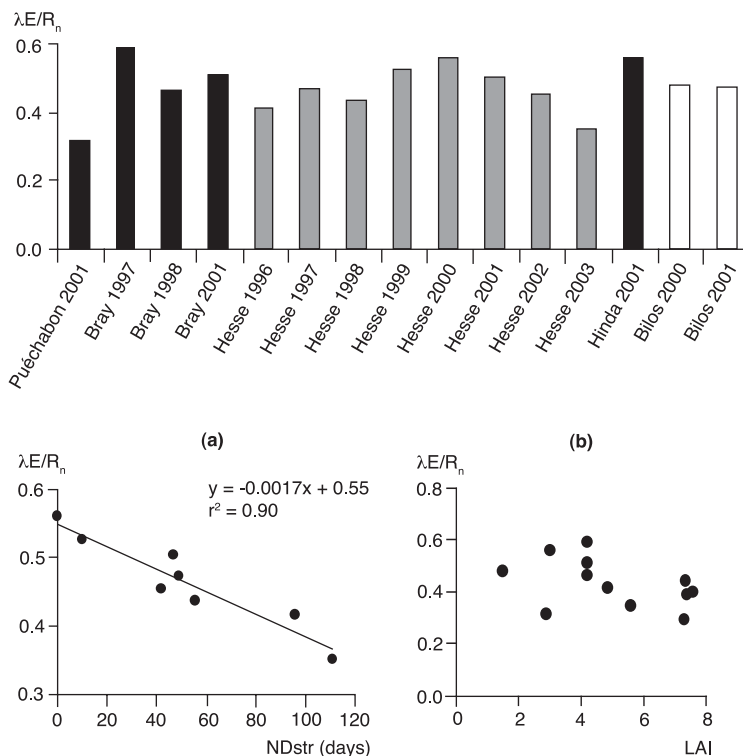 λE/Rn
0.6
0.4
0.2
0.0
Puéchabon 2001
Bray 1997
Bray 1998
Bray 2001
Hesse 1996
Hesse 1997
Hesse 1998
Hesse 1999
Hesse 2000
Hesse 2001
Hesse 2002
Hesse 2003
Hinda 2001
Bilos 2000
Bilos 2001
(a)
λE/Rn
y = -0.0017x + 0.55
r² = 0.90
0.6
0.5
0.4
0.3
0 20 40 60 80 100 120
NDstr (days)
(b)
λE/Rn
0.8
0.6
0.4
0.2
0.0
0 2 4 6 8
LAI